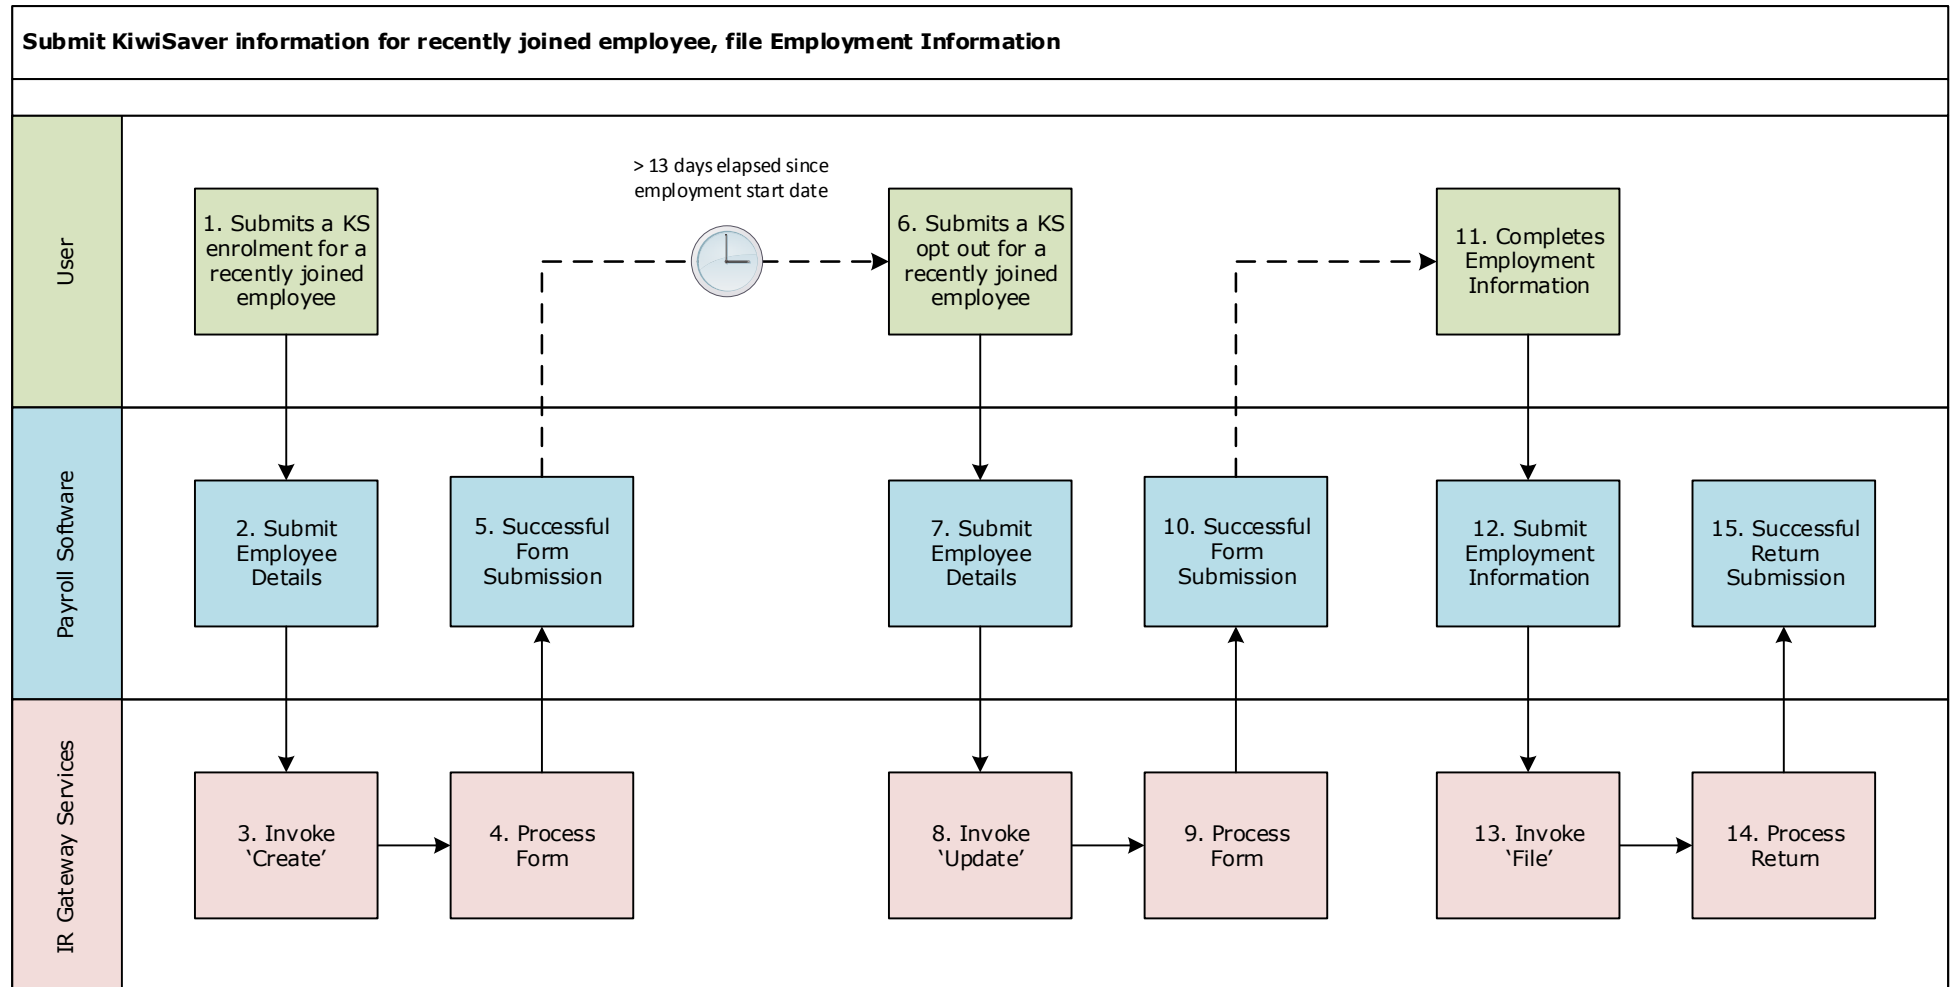 Submit KiwiSaver information for recently joined employee, file Employment Information
User
> 13 days elapsed since
employment start date
1. Submits a KS
enrolment for a
recently joined
employee
6. Submits a KS
opt out for a
recently joined
employee
11. Completes
Employment
Information
Payroll Software
2. Submit
Employee
Details
5. Successful
Form
Submission
7. Submit
Employee
Details
10. Successful
Form
Submission
12. Submit
Employment
Information
15. Successful
Return
Submission
IR Gateway Services
3. Invoke
‘Create’
4. Process
Form
8. Invoke
‘Update’
9. Process
Form
13. Invoke
‘File’
14. Process
Return